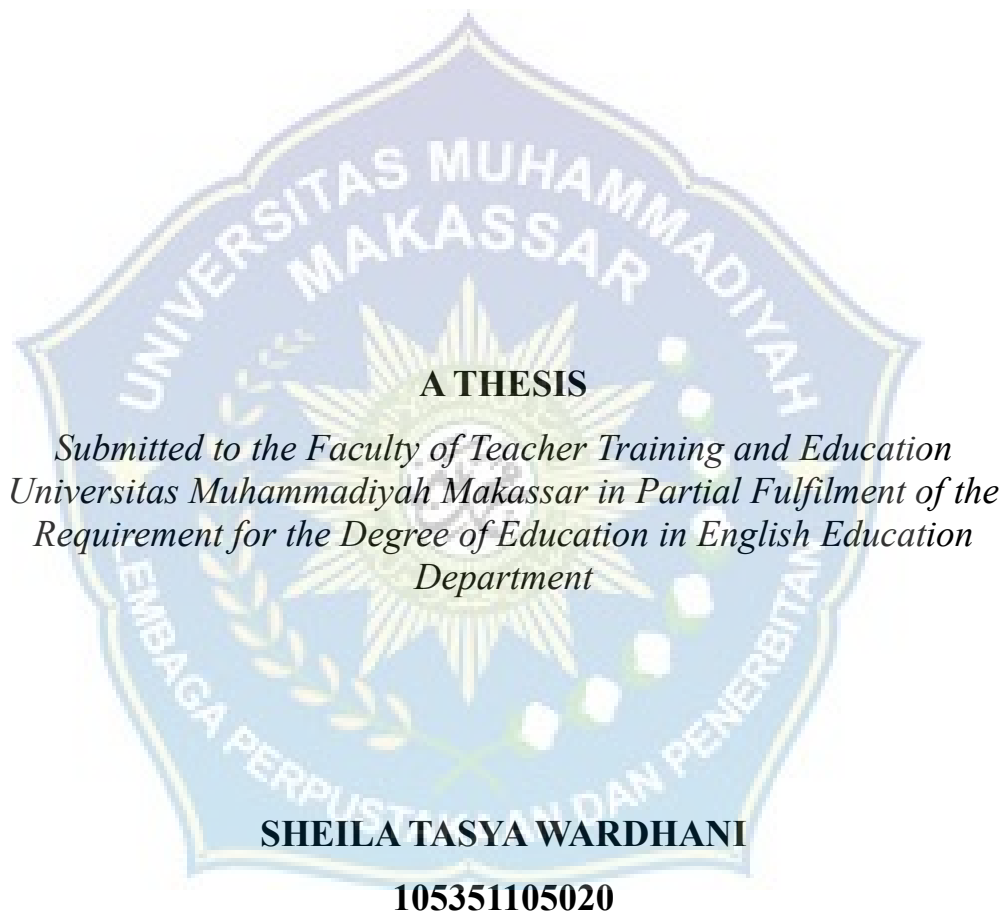 UNIVERSITAS MUHAMMADIYAH
MAKASSAR
A THESIS
Submitted to the Faculty of Teacher Training and Education
Universitas Muhammadiyah Makassar in Partial Fulfilment of the
Requirement for the Degree of Education in English Education
Department
LEMBAGA PERPUSTAKAAN DAN PENERBITAN
SHEILA TASYA WARDHANI
105351105020